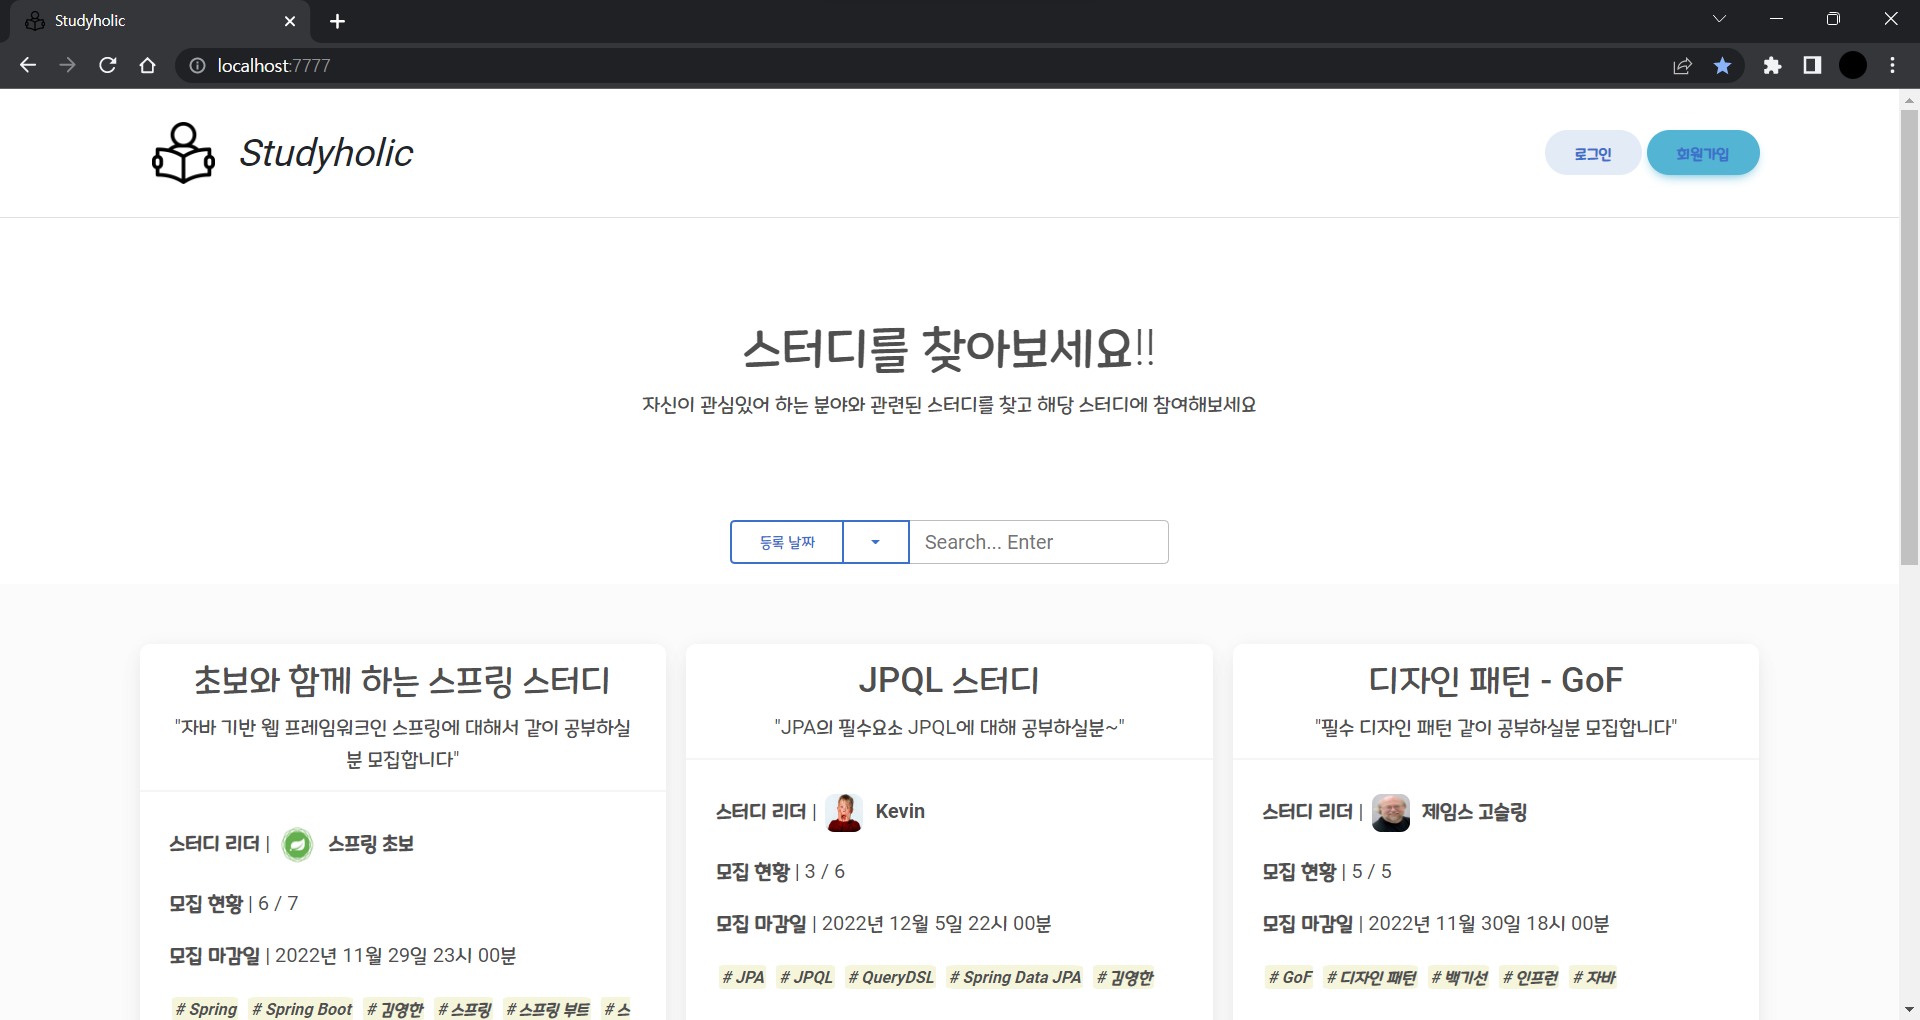 Studyholic
localhost:7777
Studyholic
로그인 회원가입
스터디를 찾아보세요!!
자신이 관심있어 하는 분야와 관련된 스터디를 찾고 해당 스터디에 참여해보세요
등록 날짜 Search... Enter
초보와 함께 하는 스프링 스터디
"자바 기반 웹 프레임워크인 스프링에 대해서 같이 공부하실
분 모집합니다"
스터디 리더 | 스프링 초보
모집 현황 | 6 / 7
모집 마감일 | 2022년 11월 29일 23시 00분
# Spring # Spring Boot # 김영한 # 스프링 # 스프링 부트 # 스
JPQL 스터디
"JPA의 필수요소 JPQL에 대해 공부하실분~"
스터디 리더 | Kevin
모집 현황 | 3 / 6
모집 마감일 | 2022년 12월 5일 22시 00분
# JPA # JPQL # QueryDSL # Spring Data JPA # 김영한
디자인 패턴 - GoF
"필수 디자인 패턴 같이 공부하실분 모집합니다"
스터디 리더 | 제임스 고슬링
모집 현황 | 5 / 5
모집 마감일 | 2022년 11월 30일 18시 00분
# GoF # 디자인 패턴 # 백기선 # 인프런 # 자바